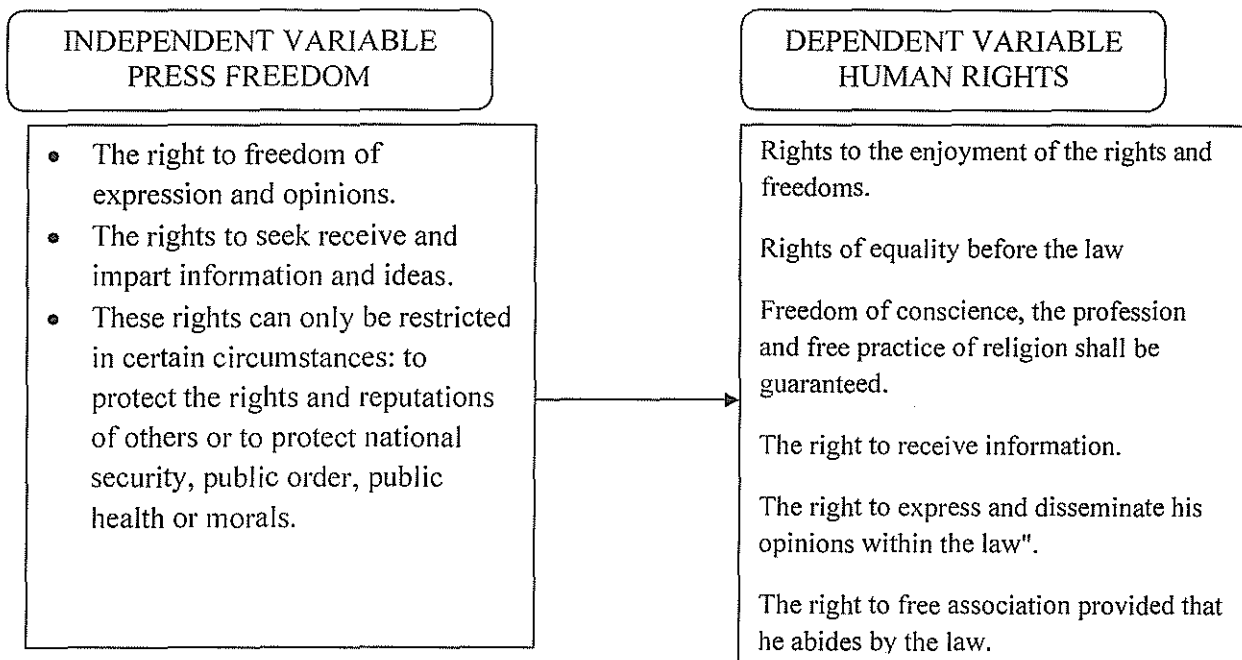 INDEPENDENT VARIABLE
PRESS FREEDOM
• The right to freedom of
expression and opinions.
• The rights to seek receive and
impart information and ideas.
• These rights can only be restricted
in certain circumstances: to
protect the rights and reputations
of others or to protect national
security, public order, public
health or morals.
DEPENDENT VARIABLE
HUMAN RIGHTS
Rights to the enjoyment of the rights and
freedoms.
Rights of equality before the law
Freedom of conscience, the profession
and free practice of religion shall be
guaranteed.
The right to receive information.
The right to express and disseminate his
opinions within the law".
The right to free association provided that
he abides by the law.